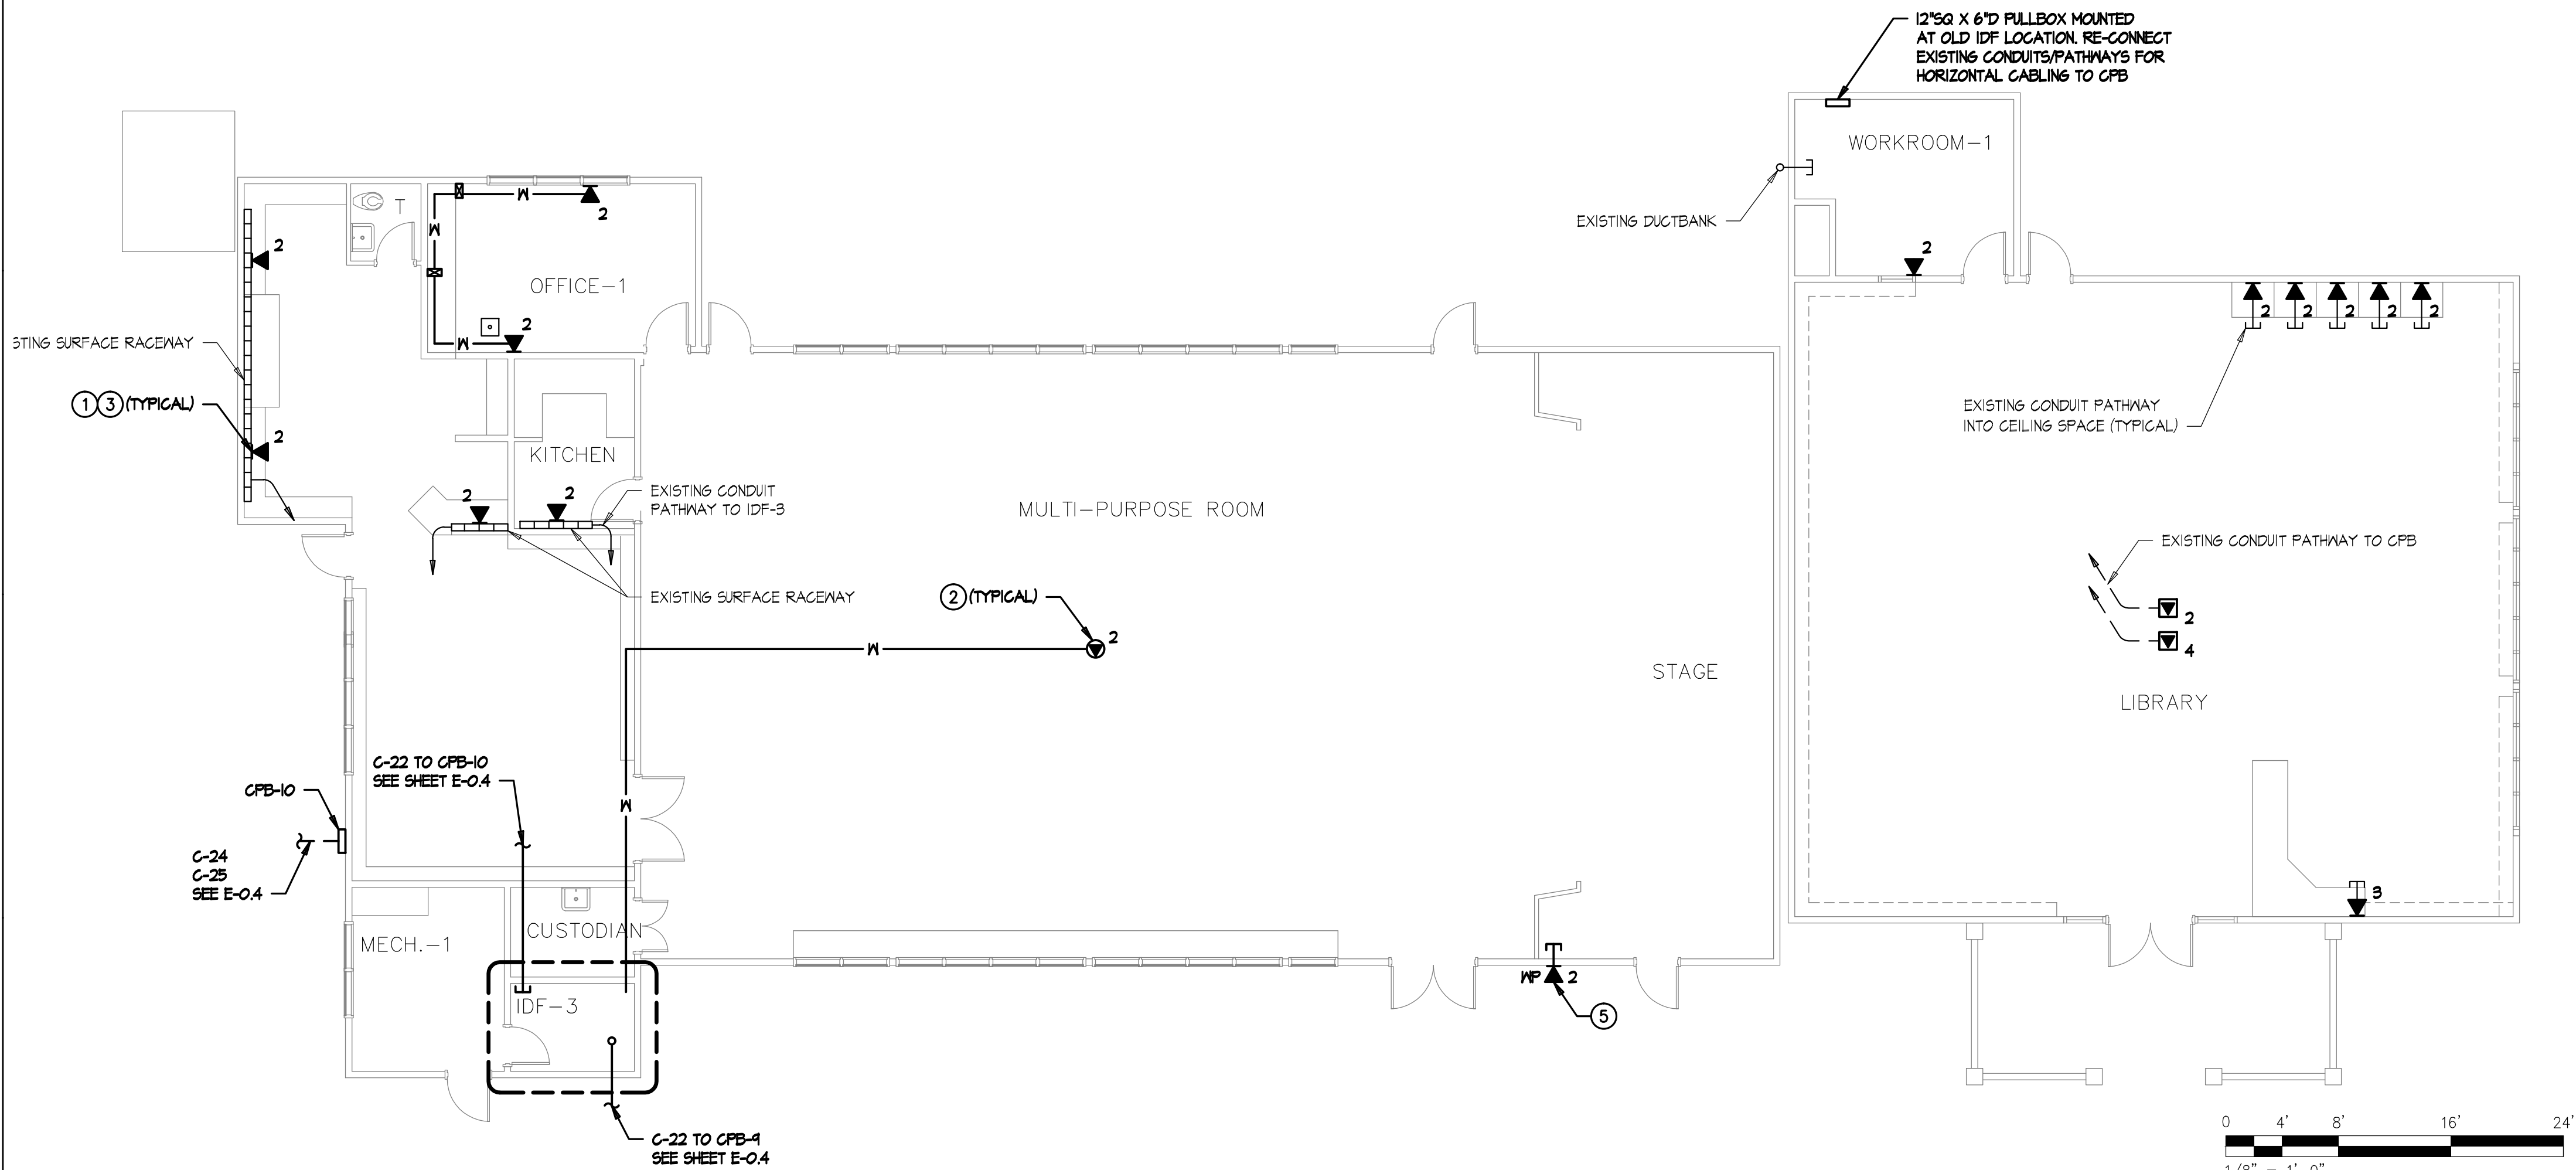 12"SQ X 6"D PULLBOX MOUNTED
AT OLD IDF LOCATION. RE-CONNECT
EXISTING CONDUITS/PATHWAYS FOR
HORIZONTAL CABLING TO CPB
WORKROOM-1
EXISTING DUCTBANK
T
W
2
W
2
OFFICE-1
2
W
2
2
2
2
2
2
2
STING SURFACE RACEWAY
1 3 (TYPICAL)
2
EXISTING CONDUIT PATHWAY
INTO CEILING SPACE (TYPICAL)
KITCHEN
2
2
EXISTING CONDUIT
PATHWAY TO IDF-3
MULTI-PURPOSE ROOM
EXISTING CONDUIT PATHWAY TO CPB
EXISTING SURFACE RACEWAY
2 (TYPICAL)
2
W
2
4
STAGE
LIBRARY
C-22 TO CPB-10
SEE SHEET E-0.4
CPB-10
W
C-24
C-25
SEE E-0.4
3
CUSTODIAN
MECH.-1
WP
2
IDF-3
5
C-22 TO CPB-9
SEE SHEET E-0.4
0 4' 8' 16' 24'
1/8" = 1'-0"